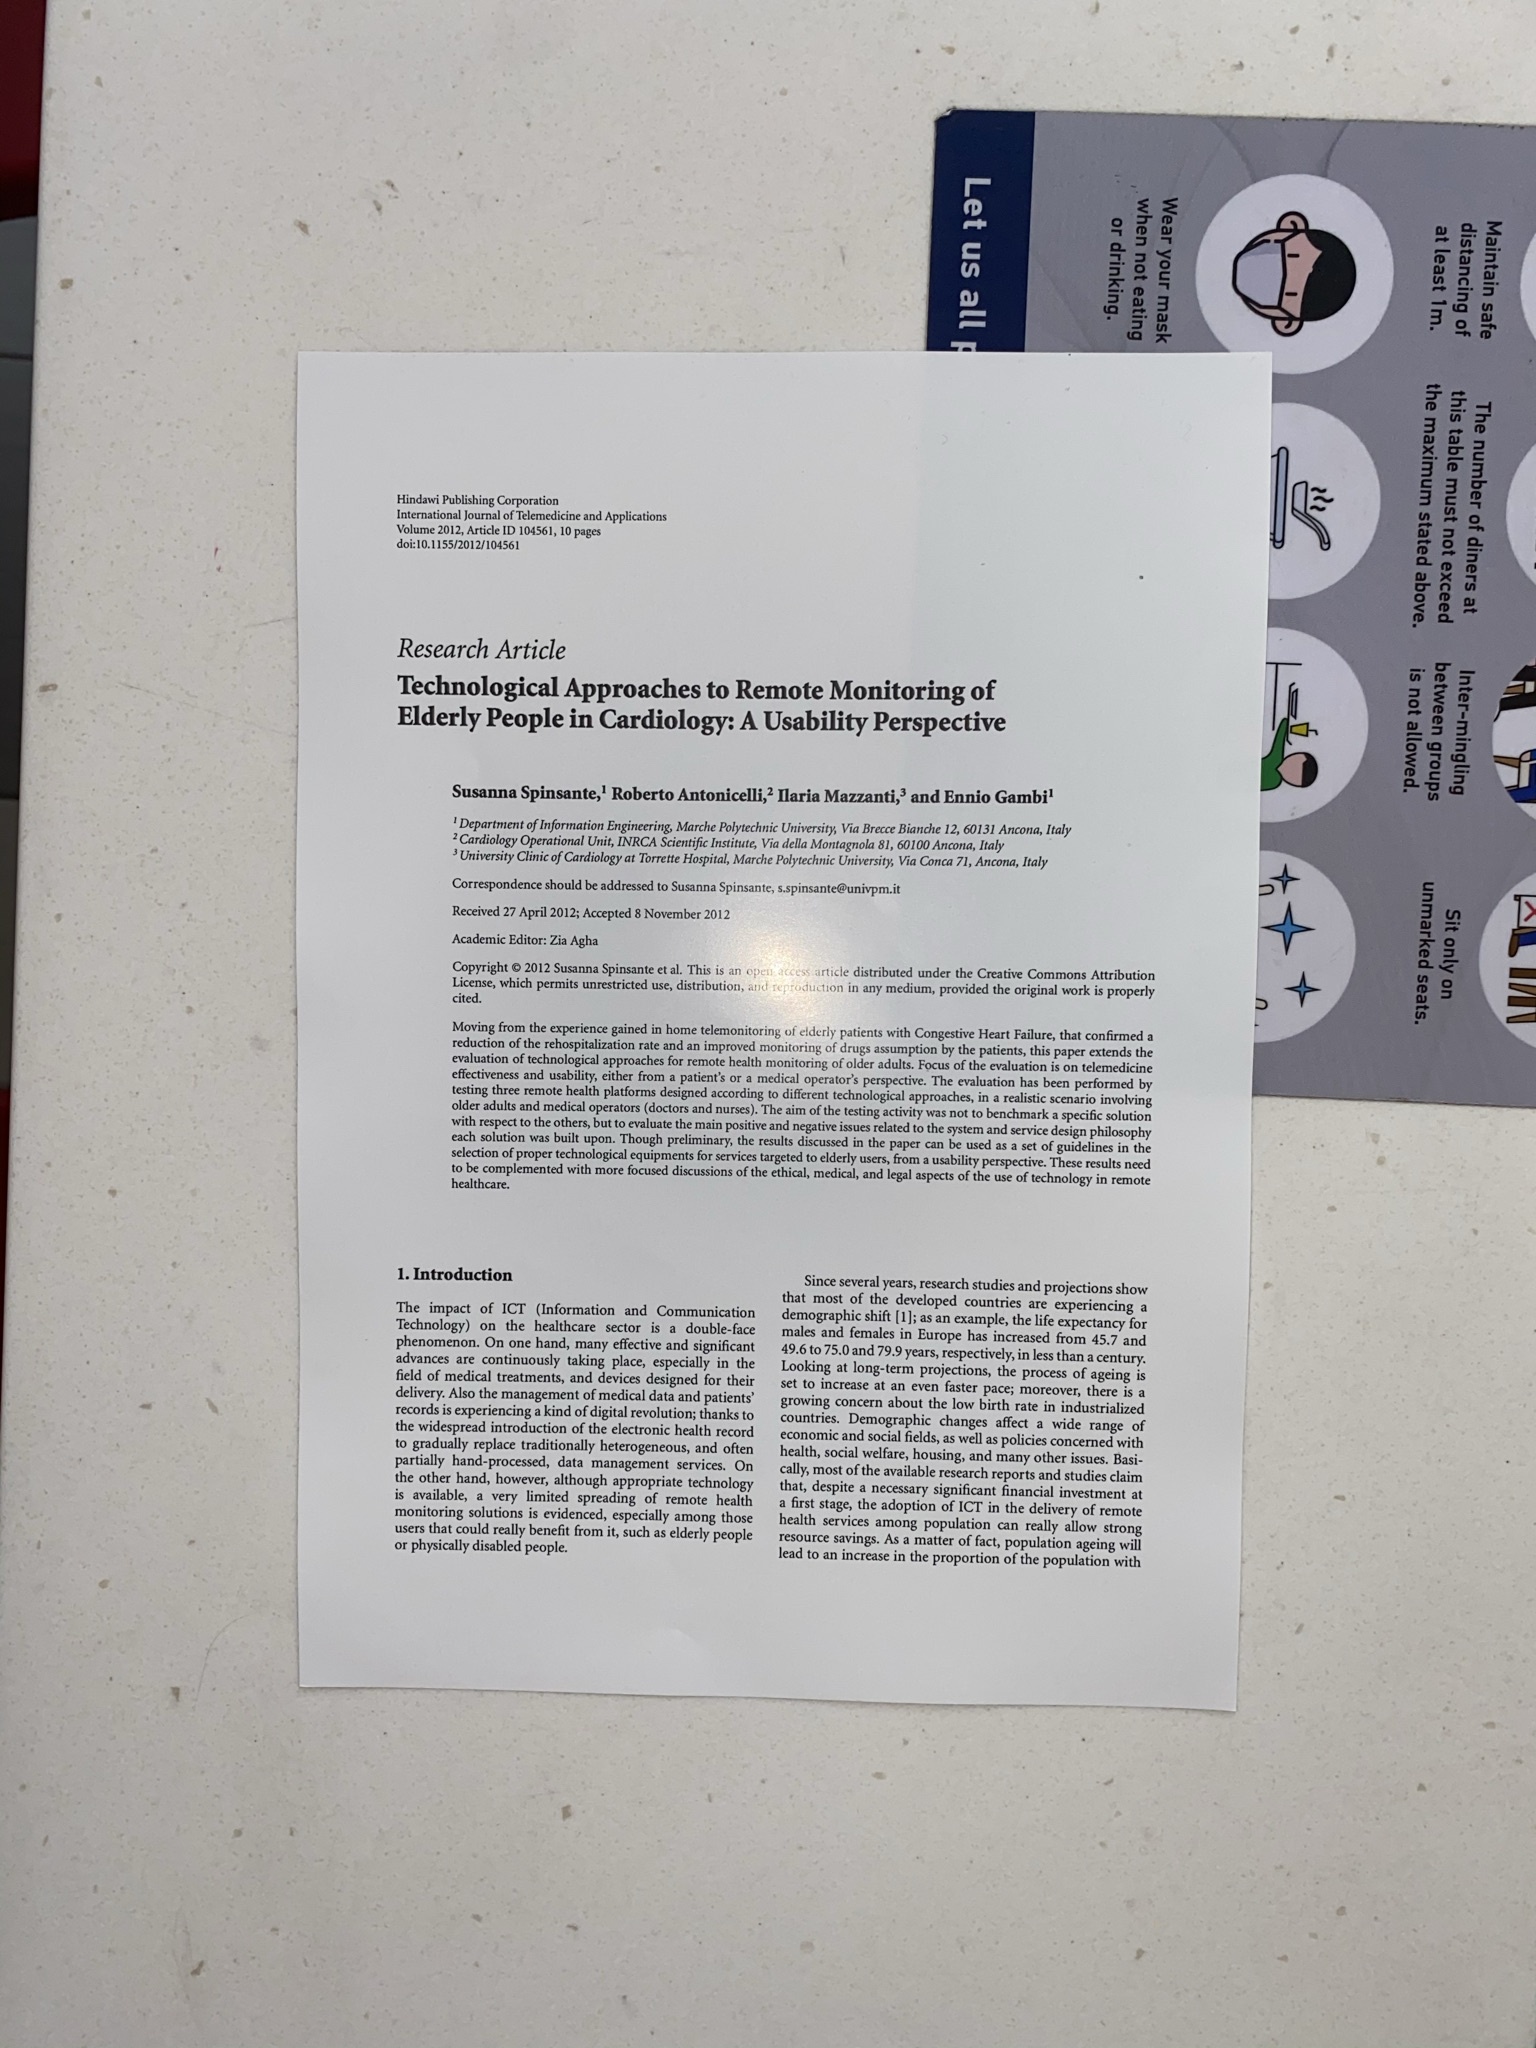 Hindawi Publishing Corporation
International Journal of Telemedicine and Applications
Volume 2012, Article ID 104561, 10 pages
doi:10.1155/2012/104561
Research Article
Technological Approaches to Remote Monitoring of
Elderly People in Cardiology: A Usability Perspective
Susanna Spinsante,1 Roberto Antonicelli,2 Ilaria Mazzanti,3 and Ennio Gambi1
1 Department of Information Engineering, Marche Polytechnic University, Via Brecce Bianche 12, 60131 Ancona, Italy
2 Cardiology Operational Unit, INRCA Scientific Institute, Via della Montagnola 81, 60100 Ancona, Italy
3 University Clinic of Cardiology at Torrette Hospital, Marche Polytechnic University, Via Conca 71, Ancona, Italy
Correspondence should be addressed to Susanna Spinsante, s.spinsante@univpm.it
Received 27 April 2012; Accepted 8 November 2012
Academic Editor: Zia Agha
Copyright © 2012 Susanna Spinsante et al. This is an open access article distributed under the Creative Commons Attribution
License, which permits unrestricted use, distribution, and reproduction in any medium, provided the original work is properly
cited.
Moving from the experience gained in home telemonitoring of elderly patients with Congestive Heart Failure, that confirmed a
reduction of the rehospitalization rate and an improved monitoring of drugs assumption by the patients, this paper extends the
evaluation of technological approaches for remote health monitoring of older adults. Focus of the evaluation is on telemedicine
effectiveness and usability, either from a patient's or a medical operator's perspective. The evaluation has been performed by
testing three remote health platforms designed according to different technological approaches, in a realistic scenario involving
older adults and medical operators (doctors and nurses). The aim of the testing activity was not to benchmark a specific solution
with respect to the others, but to evaluate the main positive and negative issues related to the system and service design philosophy
each solution was built upon. Though preliminary, the results discussed in the paper can be used as a set of guidelines in the
selection of proper technological equipments for services targeted to elderly users, from a usability perspective. These results need
to be complemented with more focused discussions of the ethical, medical, and legal aspects of the use of technology in remote
healthcare.
1. Introduction
The impact of ICT (Information and Communication
Technology) on the healthcare sector is a double-face
phenomenon. On one hand, many effective and significant
advances are continuously taking place, especially in the
field of medical treatments, and devices designed for their
delivery. Also the management of medical data and patients'
records is experiencing a kind of digital revolution; thanks to
the widespread introduction of the electronic health record
to gradually replace traditionally heterogeneous, and often
partially hand-processed, data management services. On
the other hand, however, although appropriate technology
is available, a very limited spreading of remote health
monitoring solutions is evidenced, especially among those
users that could really benefit from it, such as elderly people
or physically disabled people.
Since several years, research studies and projections show
that most of the developed countries are experiencing a
demographic shift [1]; as an example, the life expectancy for
males and females in Europe has increased from 45.7 and
49.6 to 75.0 and 79.9 years, respectively, in less than a century.
Looking at long-term projections, the process of ageing is
set to increase at an even faster pace; moreover, there is a
growing concern about the low birth rate in industrialized
countries. Demographic changes affect a wide range of
economic and social fields, as well as policies concerned with
health, social welfare, housing, and many other issues. Basi-
cally, most of the available research reports and studies claim
that, despite a necessary significant financial investment at
a first stage, the adoption of ICT in the delivery of remote
health services among population can really allow strong
resource savings. As a matter of fact, population ageing will
lead to an increase in the proportion of the population with
Maintain safe
distancing of
at least 1m.
The number of diners at
this table must not exceed
the maximum stated above.
Inter-mingling
between groups
is not allowed.
Sit only on
unmarked seats.
Wear your mask
when not eating
or drinking.
Let us all